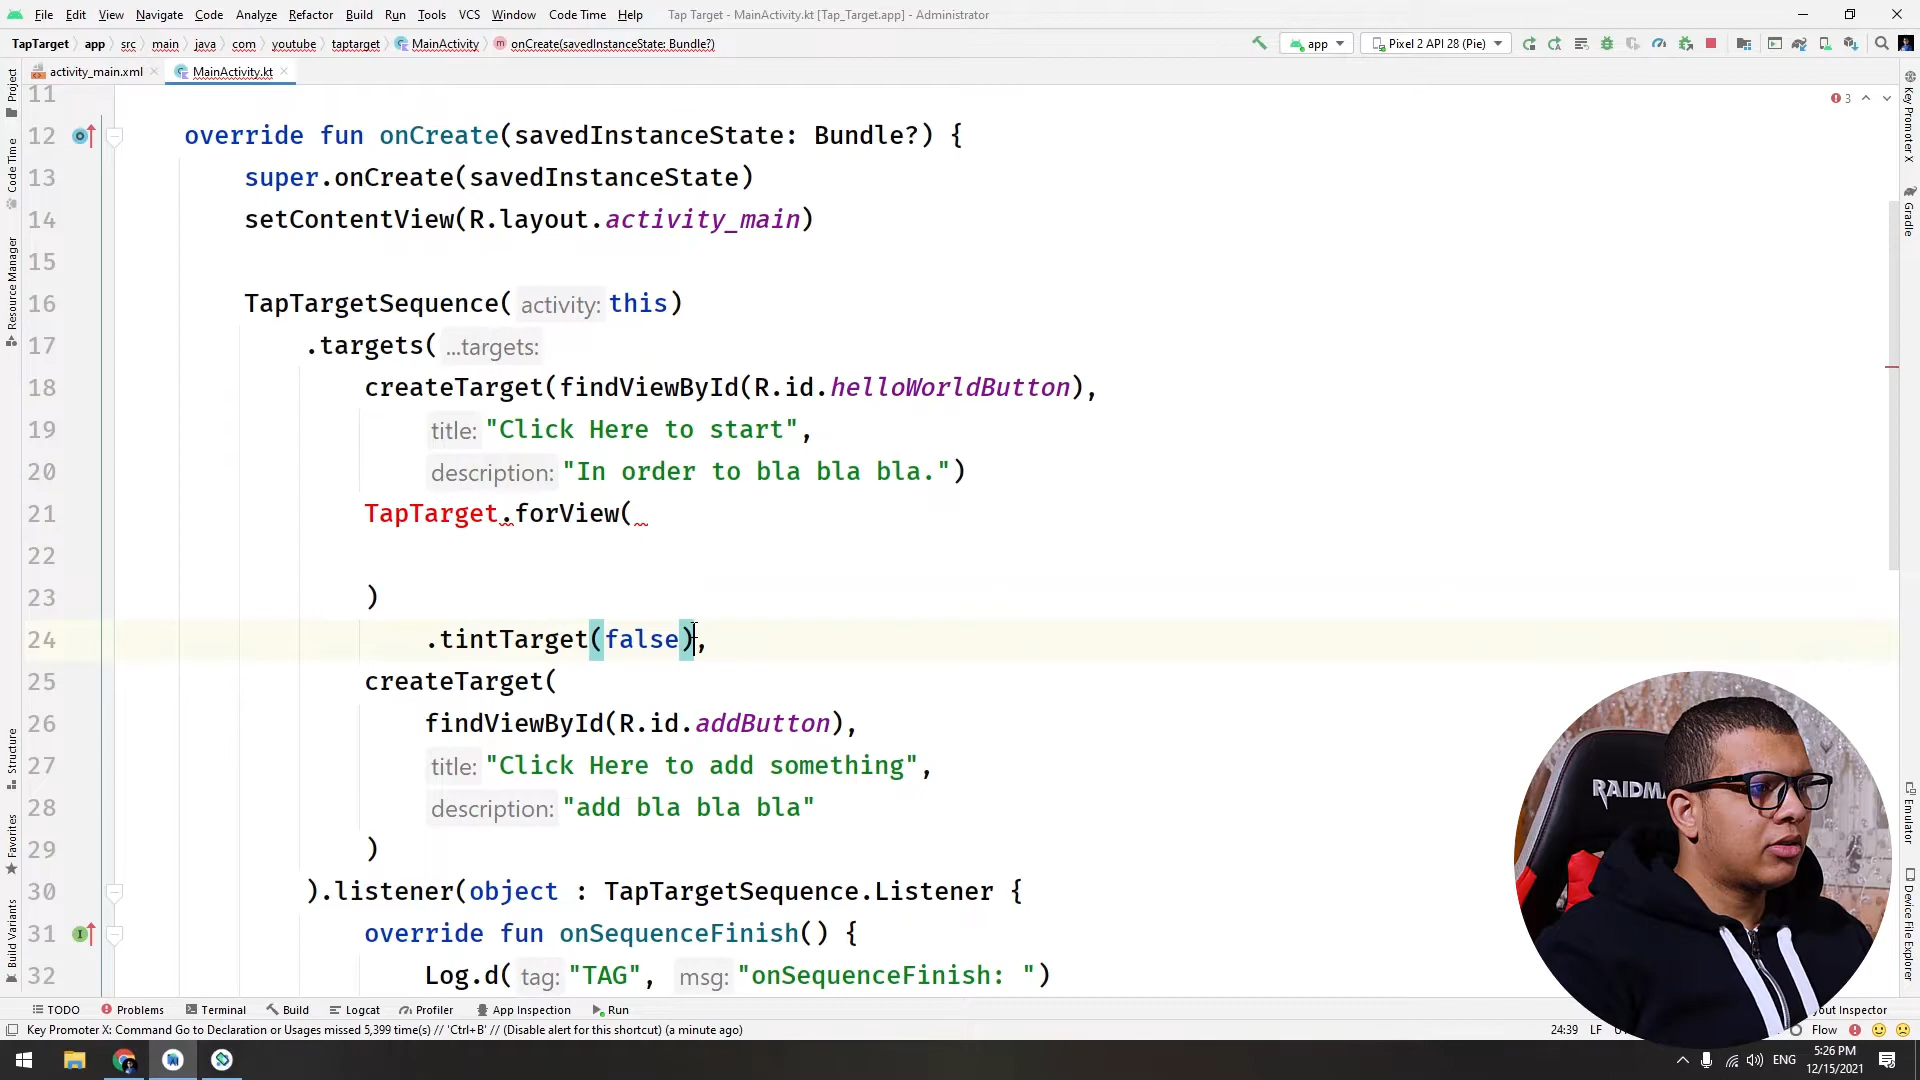 File Edit View Navigate Code Analyze Refactor Build Run Tools VCS Window Code Time Help Tap Target - MainActivity.kt [Tap_Target.app] - Administrator
TapTarget app src main java com youtube taptarget MainActivity onCreate(savedInstanceState: Bundle?) app Pixel 2 API 28 (Pie)
activity_main.xml MainActivity.kt
3
11
12 override fun onCreate(savedInstanceState: Bundle?) {
13 super.onCreate(savedInstanceState)
14 setContentView(R.layout.activity_main)
15
16 TapTargetSequence( activity: this)
17 .targets( ...targets:
18 createTarget(findViewById(R.id.helloWorldButton),
19 title: "Click Here to start",
20 description: "In order to bla bla bla.")
21 TapTarget.forView(
22
23 )
24 .tintTarget(false),
25 createTarget(
26 findViewById(R.id.addButton),
27 title: "Click Here to add something",
28 description: "add bla bla bla"
29 )
30 ).listener(object : TapTargetSequence.Listener {
31 override fun onSequenceFinish() {
32 Log.d( tag: "TAG", msg: "onSequenceFinish: ")
Project
Code Time
Resource Manager
Structure
Favorites
Build Variants
Key Promoter X
Gradle
Emulator
Device File Explorer
RAIDM
TODO Problems Terminal Build Logcat Profiler App Inspection Run out Inspector
Key Promoter X: Command Go to Declaration or Usages missed 5,399 time(s) // 'Ctrl+B' // (Disable alert for this shortcut) (a minute ago) 24:39 LF Flow
ENG 5:26 PM
12/15/2021